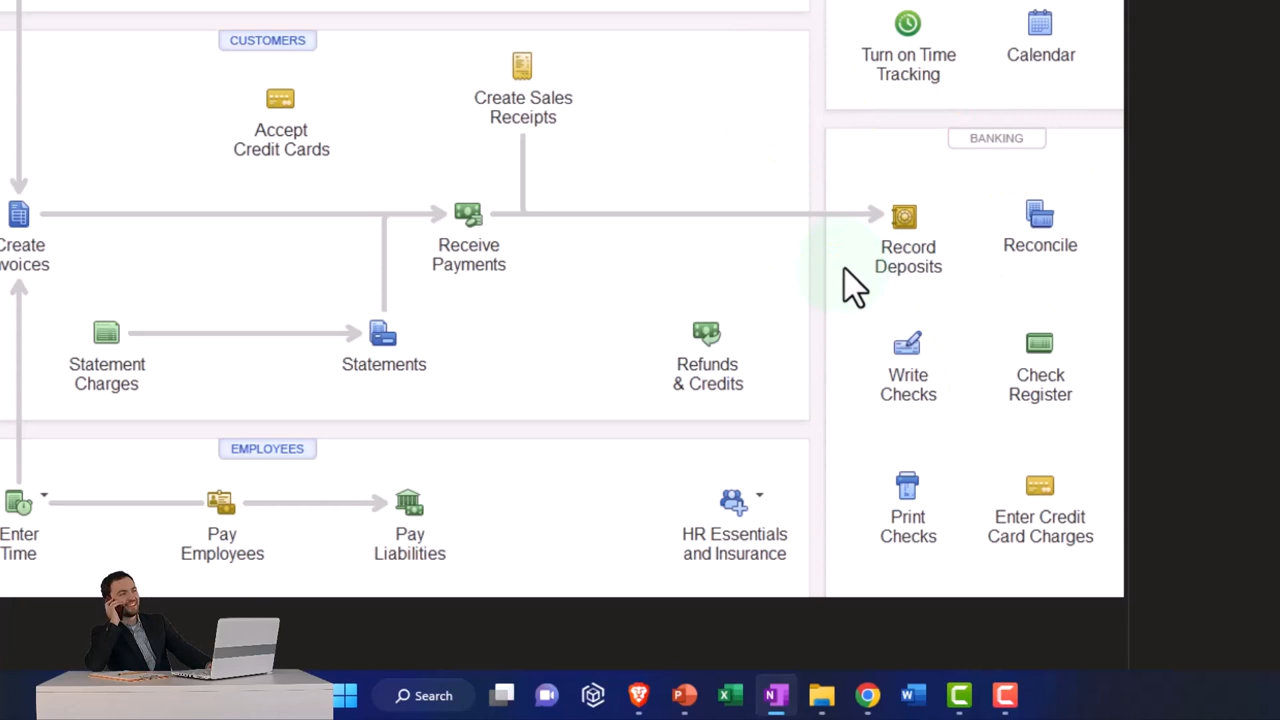 Turn on Time
Tracking
Calendar
CUSTOMERS
Create Sales
Receipts
Accept
Credit Cards
BANKING
Create
nvoices
Receive
Payments
Record
Deposits
Reconcile
Statement
Charges
Statements
Refunds
& Credits
Write
Checks
Check
Register
EMPLOYEES
Enter
Time
Pay
Employees
Pay
Liabilities
HR Essentials
and Insurance
Print
Checks
Enter Credit
Card Charges
Search